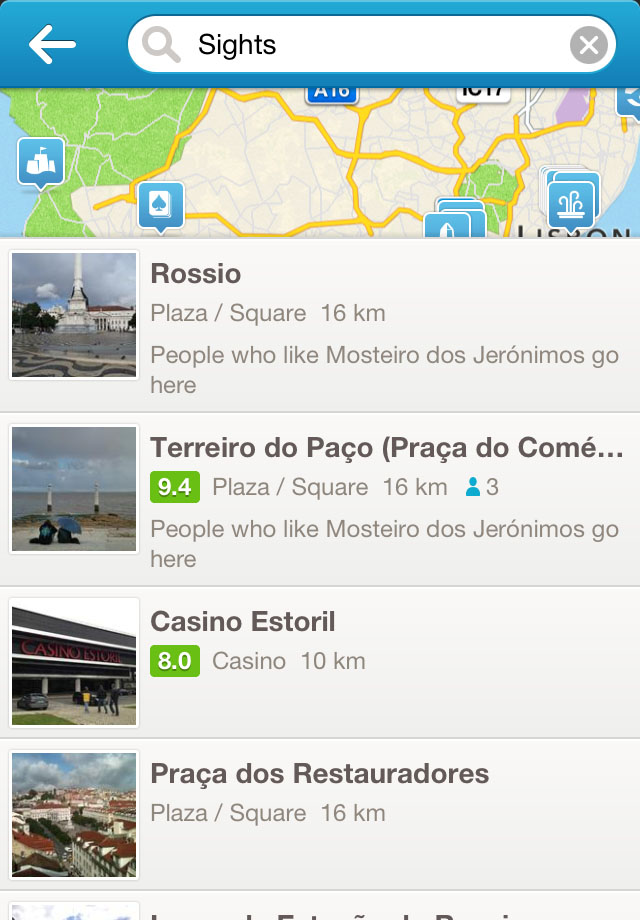 Sights
A16
IC17
LISBON
Rossio
Plaza / Square 16 km
People who like Mosteiro dos Jerónimos go
here
Terreiro do Paço (Praça do Comé...
9.4 Plaza / Square 16 km 3
People who like Mosteiro dos Jerónimos go
here
CASINO ESTORIL
Casino Estoril
8.0 Casino 10 km
Praça dos Restauradores
Plaza / Square 16 km